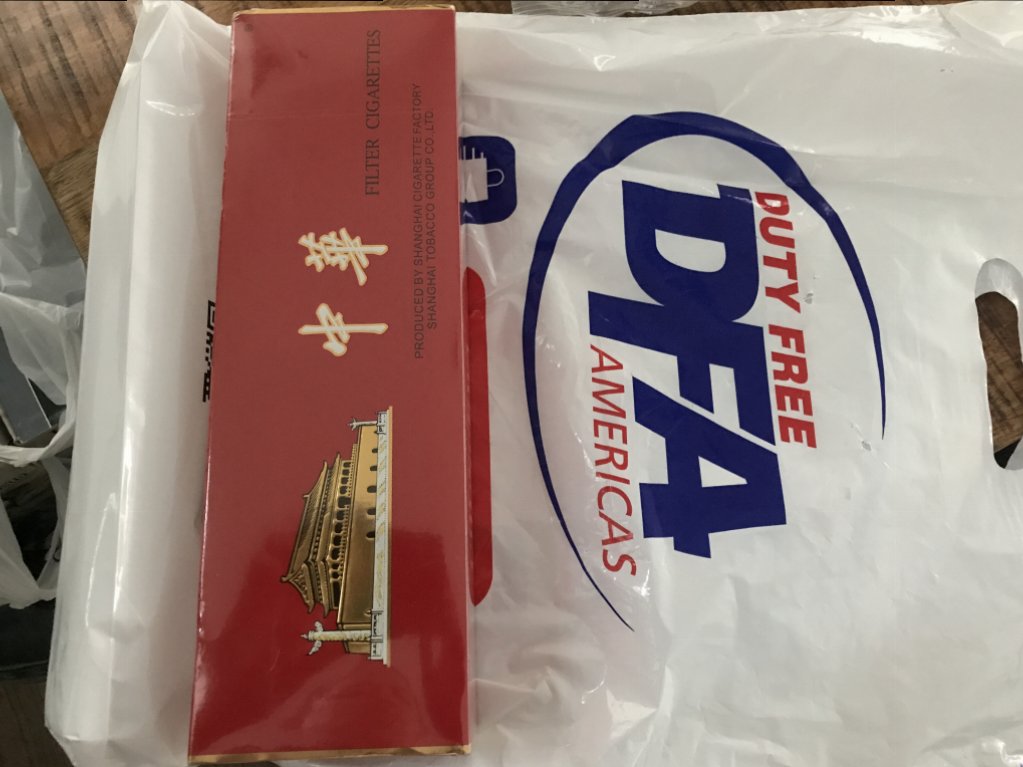 中華
FILTER CIGARETTES
PRODUCED BY SHANGHAI CIGARETTE FACTORY
SHANGHAI TOBACCO GROUP CO.,LTD.
DUTY FREE
DFA
AMERICAS